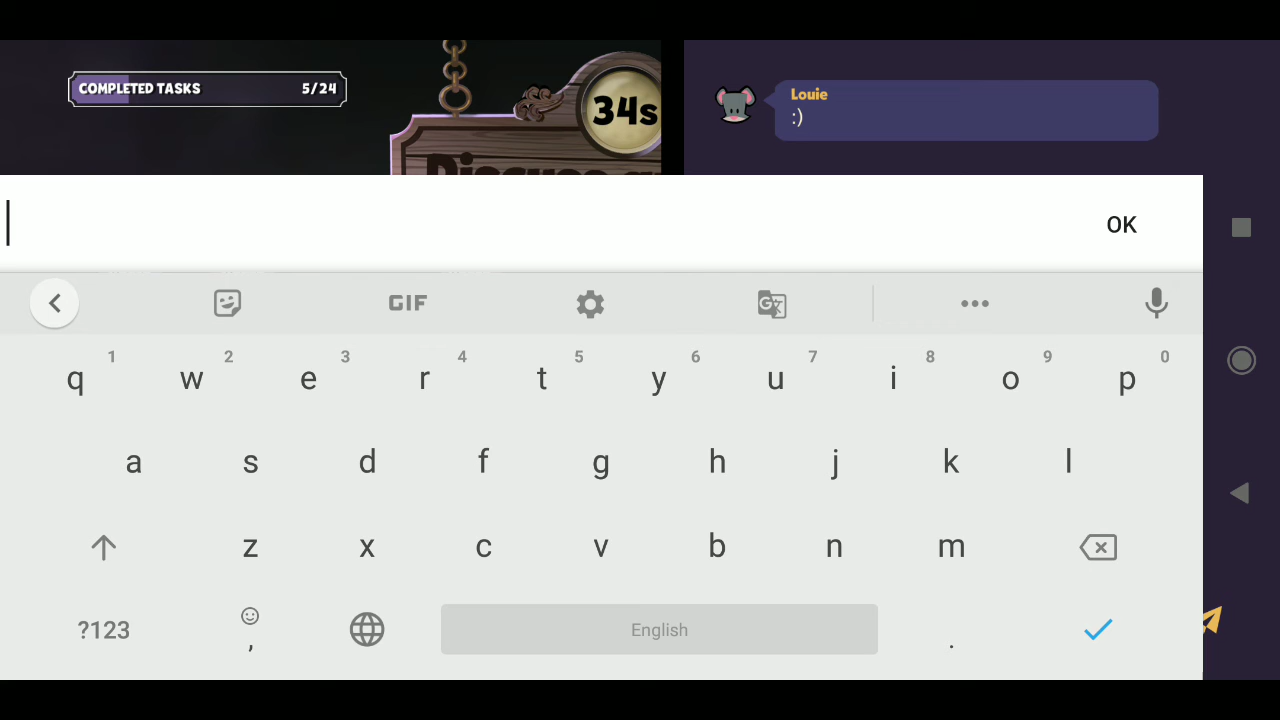 COMPLETED TASKS 5/24
34s
Louie
:)
OK
GIF
1 2 3 4 5 6 7 8 9 0
q w e r t y u i o p
a s d f g h j k l
z x c v b n m
?123 , English .